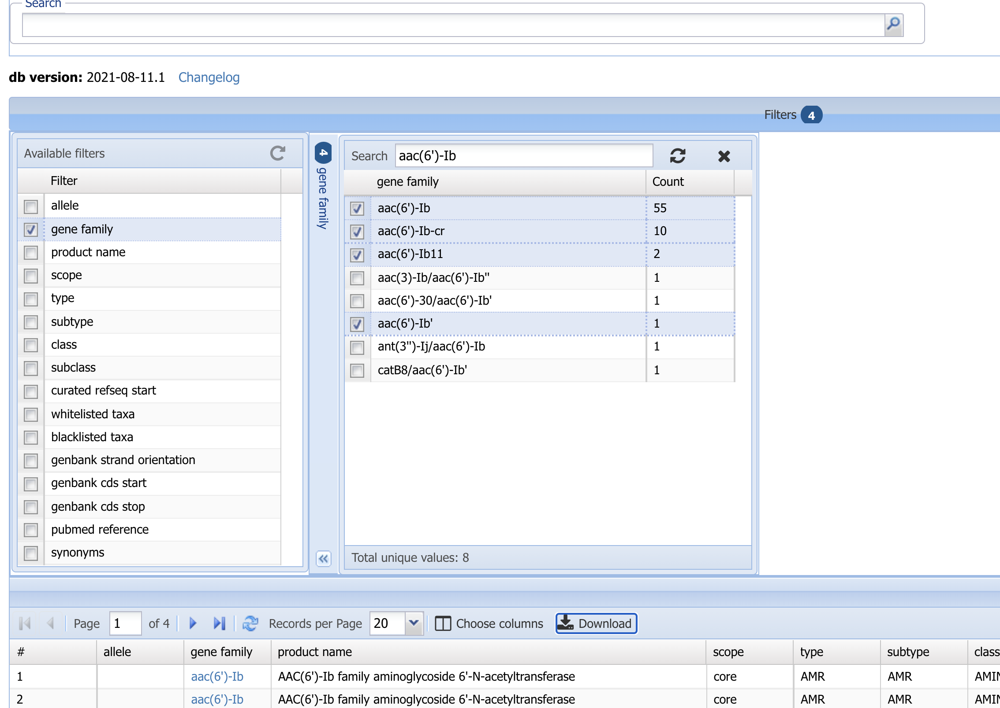 Search
db version: 2021-08-11.1 Changelog
Filters 4
Available filters
Filter
allele
gene family
product name
scope
type
subtype
class
subclass
curated refseq start
whitelisted taxa
blacklisted taxa
genbank strand orientation
genbank cds start
genbank cds stop
pubmed reference
synonyms
4 gene family
Search aac(6')-Ib
gene family Count
aac(6')-Ib 55
aac(6')-Ib-cr 10
aac(6')-Ib11 2
aac(3)-Ib/aac(6')-Ib'' 1
aac(6')-30/aac(6')-Ib' 1
aac(6')-Ib' 1
ant(3'')-Ij/aac(6')-Ib 1
catB8/aac(6')-Ib' 1
Total unique values: 8
Page 1 of 4 Records per Page 20 Choose columns Download
# allele gene family product name scope type subtype class
1 aac(6')-Ib AAC(6')-Ib family aminoglycoside 6'-N-acetyltransferase core AMR AMR AMIN
2 aac(6')-Ib AAC(6')-Ib family aminoglycoside 6'-N-acetyltransferase core AMR AMR AMIN